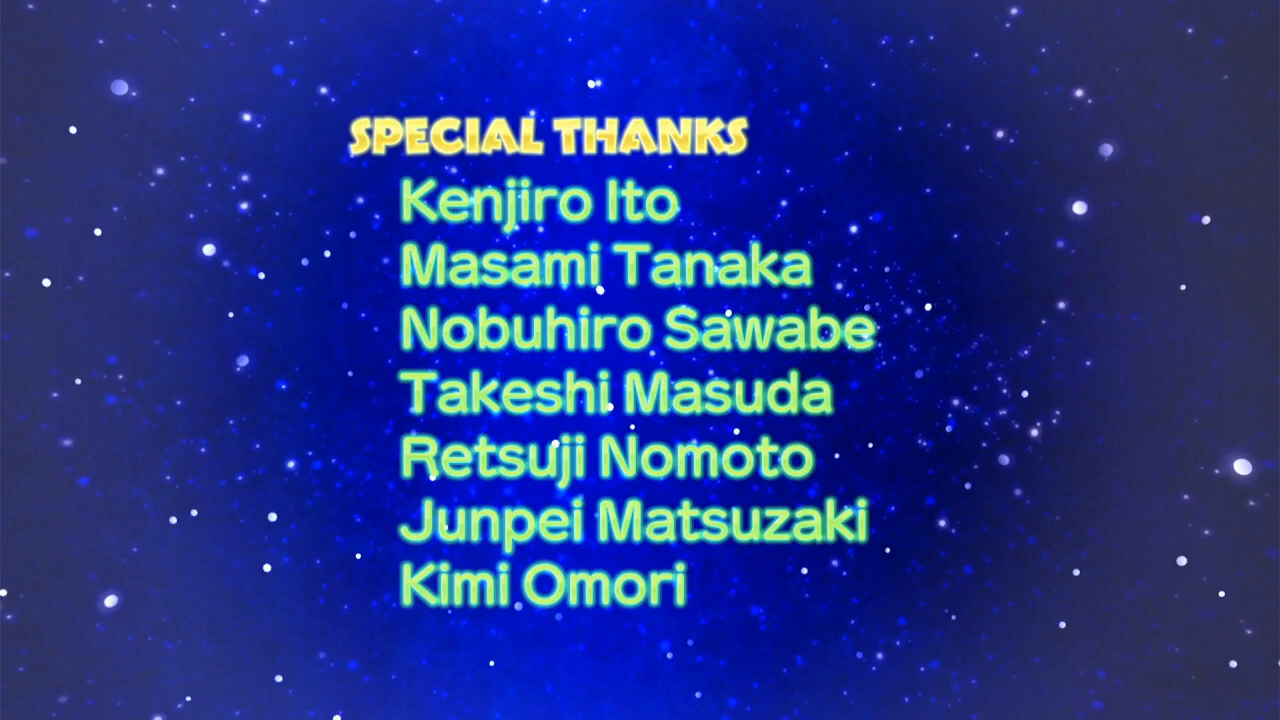 SPECIAL THANKS
Kenjiro Ito
Masami Tanaka
Nobuhiro Sawabe
Takeshi Masuda
Retsuji Nomoto
Junpei Matsuzaki
Kimi Omori